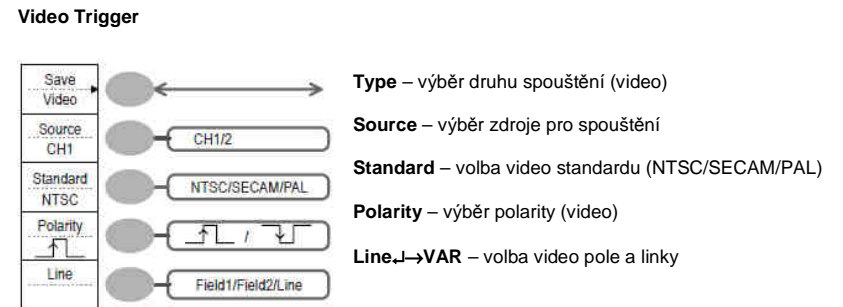 Video Trigger
Save
Video
Source
CH1
Standard
NTSC
Polarity
Line
CH1/2
NTSC/SECAM/PAL
/
Field1/Field2/Line
Type – výběr druhu spouštění (video)
Source – výběr zdroje pro spouštění
Standard – volba video standardu (NTSC/SECAM/PAL)
Polarity – výběr polarity (video)
Line↵→VAR – volba video pole a linky